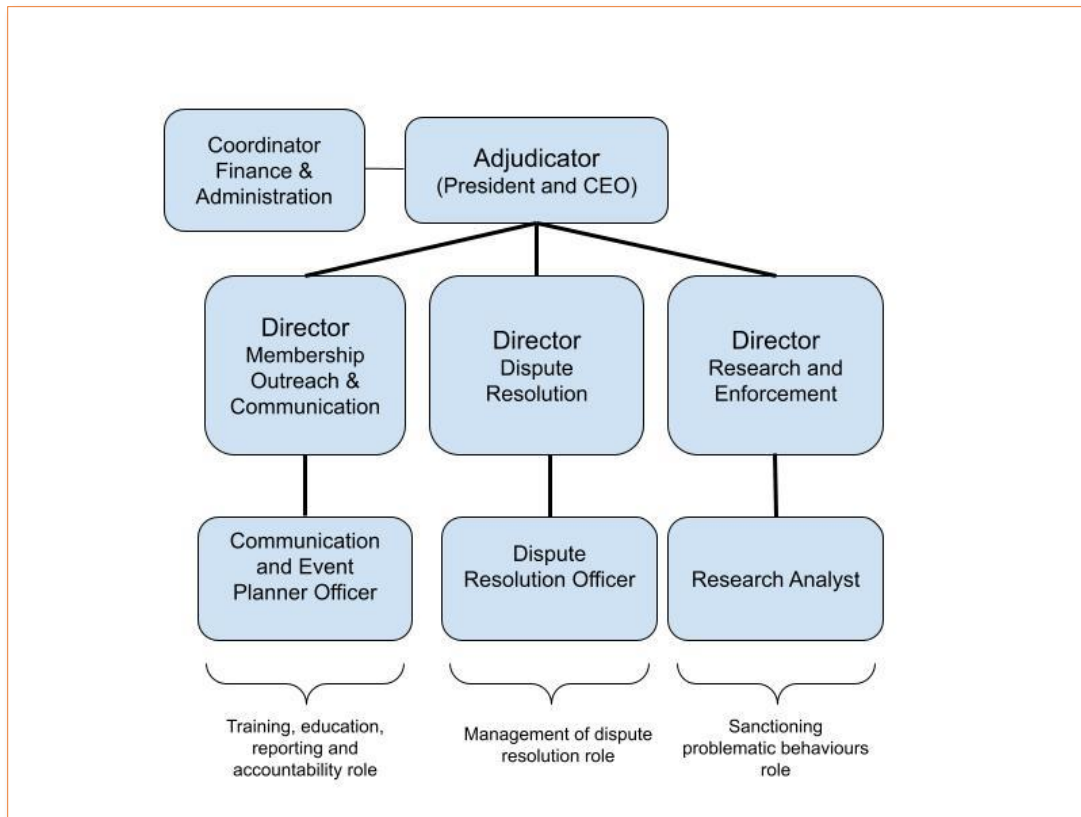 Coordinator
Finance &
Administration
Adjudicator
(President and CEO)
Director
Membership
Outreach &
Communication
Director
Dispute
Resolution
Director
Research and
Enforcement
Communication
and Event
Planner Officer
Dispute
Resolution Officer
Research Analyst
Training, education,
reporting and
accountability role
Management of dispute
resolution role
Sanctioning
problematic behaviours
role